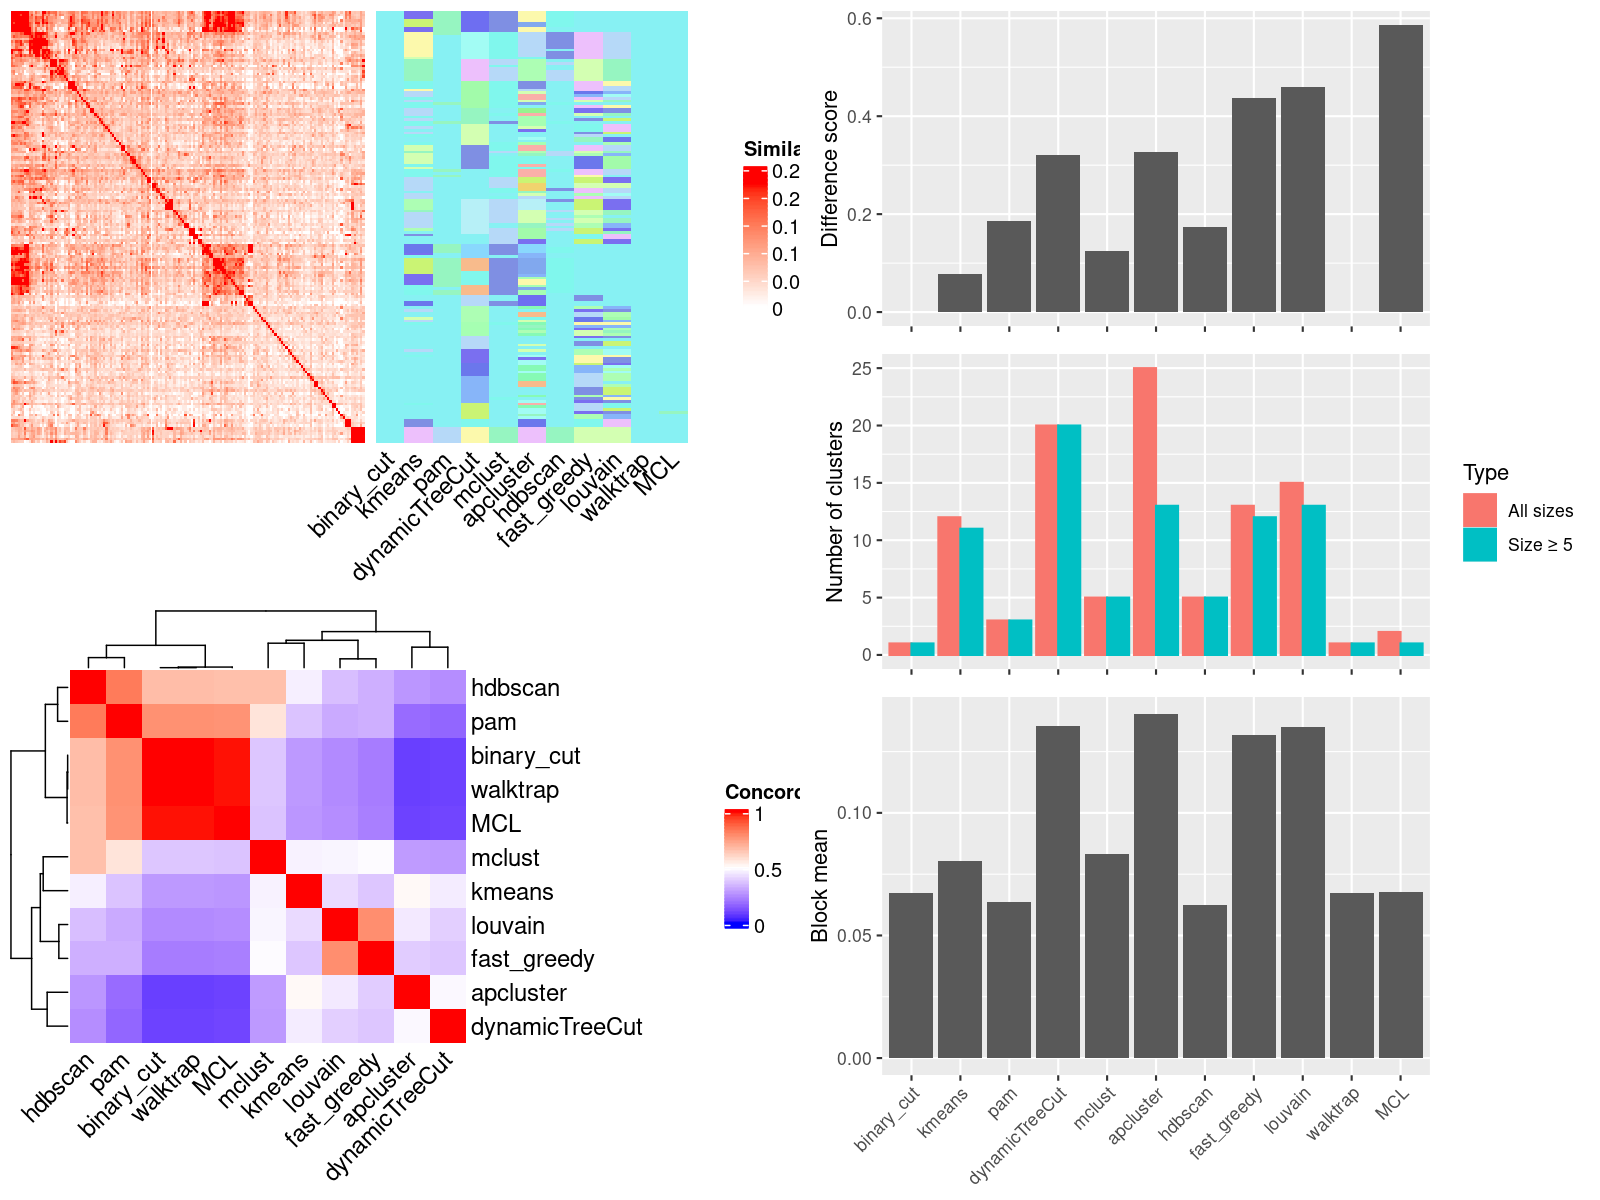 Simila
0.2
0.2
0.1
0.1
0.0
0
binary_cut
kmeans
pam
dynamicTreeCut
mclust
apcluster
hdbscan
fast_greedy
louvain
walktrap
MCL
hdbscan
pam
binary_cut
walktrap
MCL
mclust
kmeans
louvain
fast_greedy
apcluster
dynamicTreeCut
Concord
1
0.5
0
hdbscan
pam
binary_cut
walktrap
MCL
mclust
kmeans
louvain
fast_greedy
apcluster
dynamicTreeCut
Difference score
0.6
0.4
0.2
0.0
Number of clusters
25
20
15
10
5
0
Type
All sizes
Size ≥ 5
Block mean
0.10
0.05
0.00
binary_cut
kmeans
pam
dynamicTreeCut
mclust
apcluster
hdbscan
fast_greedy
louvain
walktrap
MCL